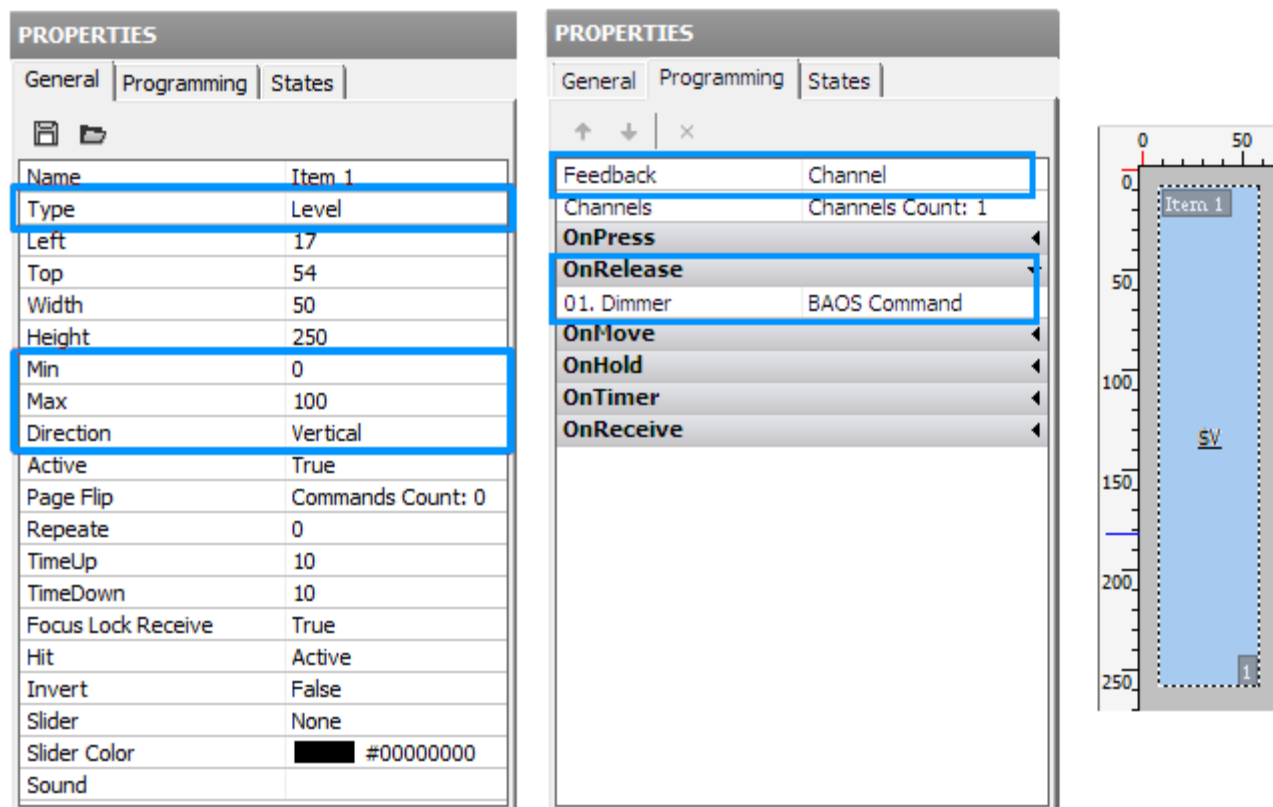 PROPERTIES
General Programming States
Name Item 1
Type Level
Left 17
Top 54
Width 50
Height 250
Min 0
Max 100
Direction Vertical
Active True
Page Flip Commands Count: 0
Repeate 0
TimeUp 10
TimeDown 10
Focus Lock Receive True
Hit Active
Invert False
Slider None
Slider Color #00000000
Sound
PROPERTIES
General Programming States
Feedback Channel
Channels Channels Count: 1
OnPress
OnRelease
01. Dimmer BAOS Command
OnMove
OnHold
OnTimer
OnReceive
0 50
0
Item 1
50
100
$V
150
200
250
1